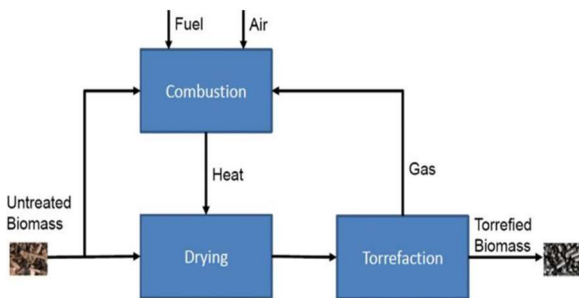 Fuel
Air
Combustion
Heat
Gas
Untreated
Biomass
Drying
Torrefaction
Torrefied
Biomass